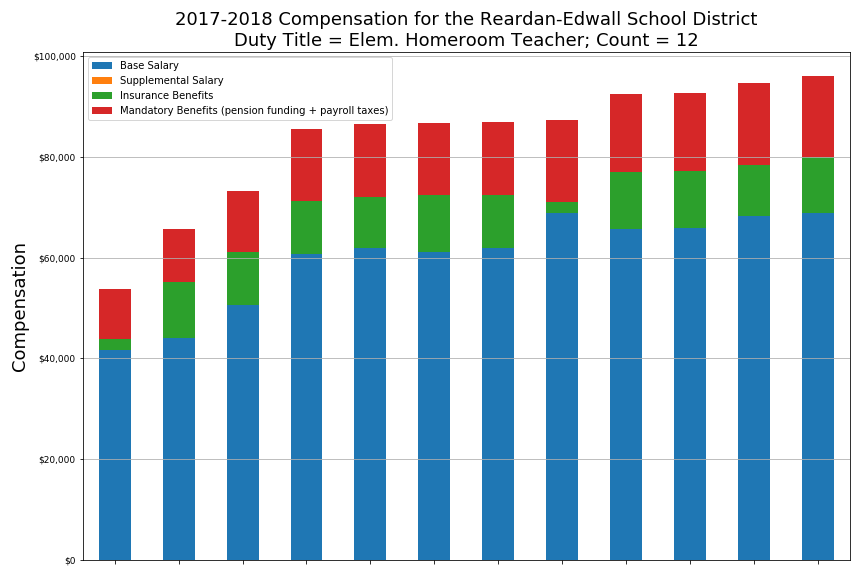 2017-2018 Compensation for the Reardan-Edwall School District
Duty Title = Elem. Homeroom Teacher; Count = 12
$100,000
Base Salary
Supplemental Salary
Insurance Benefits
Mandatory Benefits (pension funding + payroll taxes)
$80,000
$60,000
Compensation
$40,000
$20,000
$0